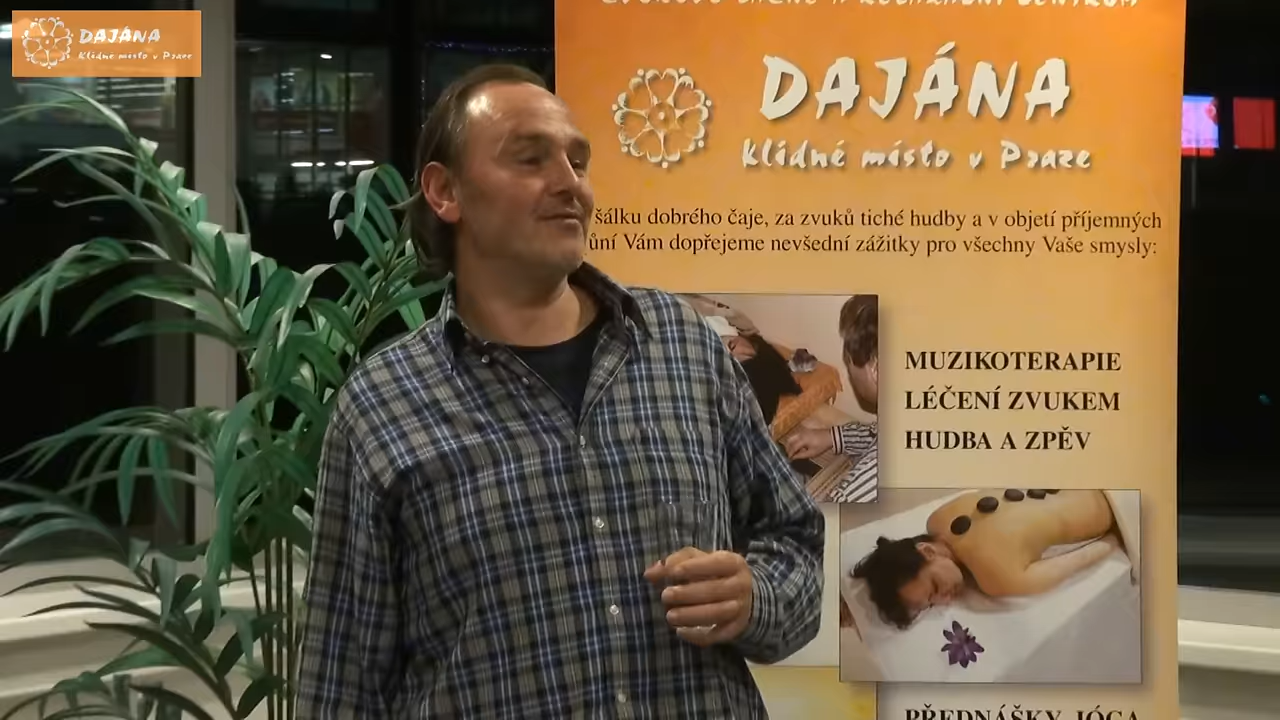 DAJÁNA
Klidné místo v Praze
DAJÁNA
Klidné místo v Praze
šálku dobrého čaje, za zvuků tiché hudby a v objetí příjemných
ůní Vám dopřejeme nevšední zážitky pro všechny Vaše smysly:
MUZIKOTERAPIE
LÉČENÍ ZVUKEM
HUDBA A ZPĚV
PŘEDNÁŠKY, JÓGA